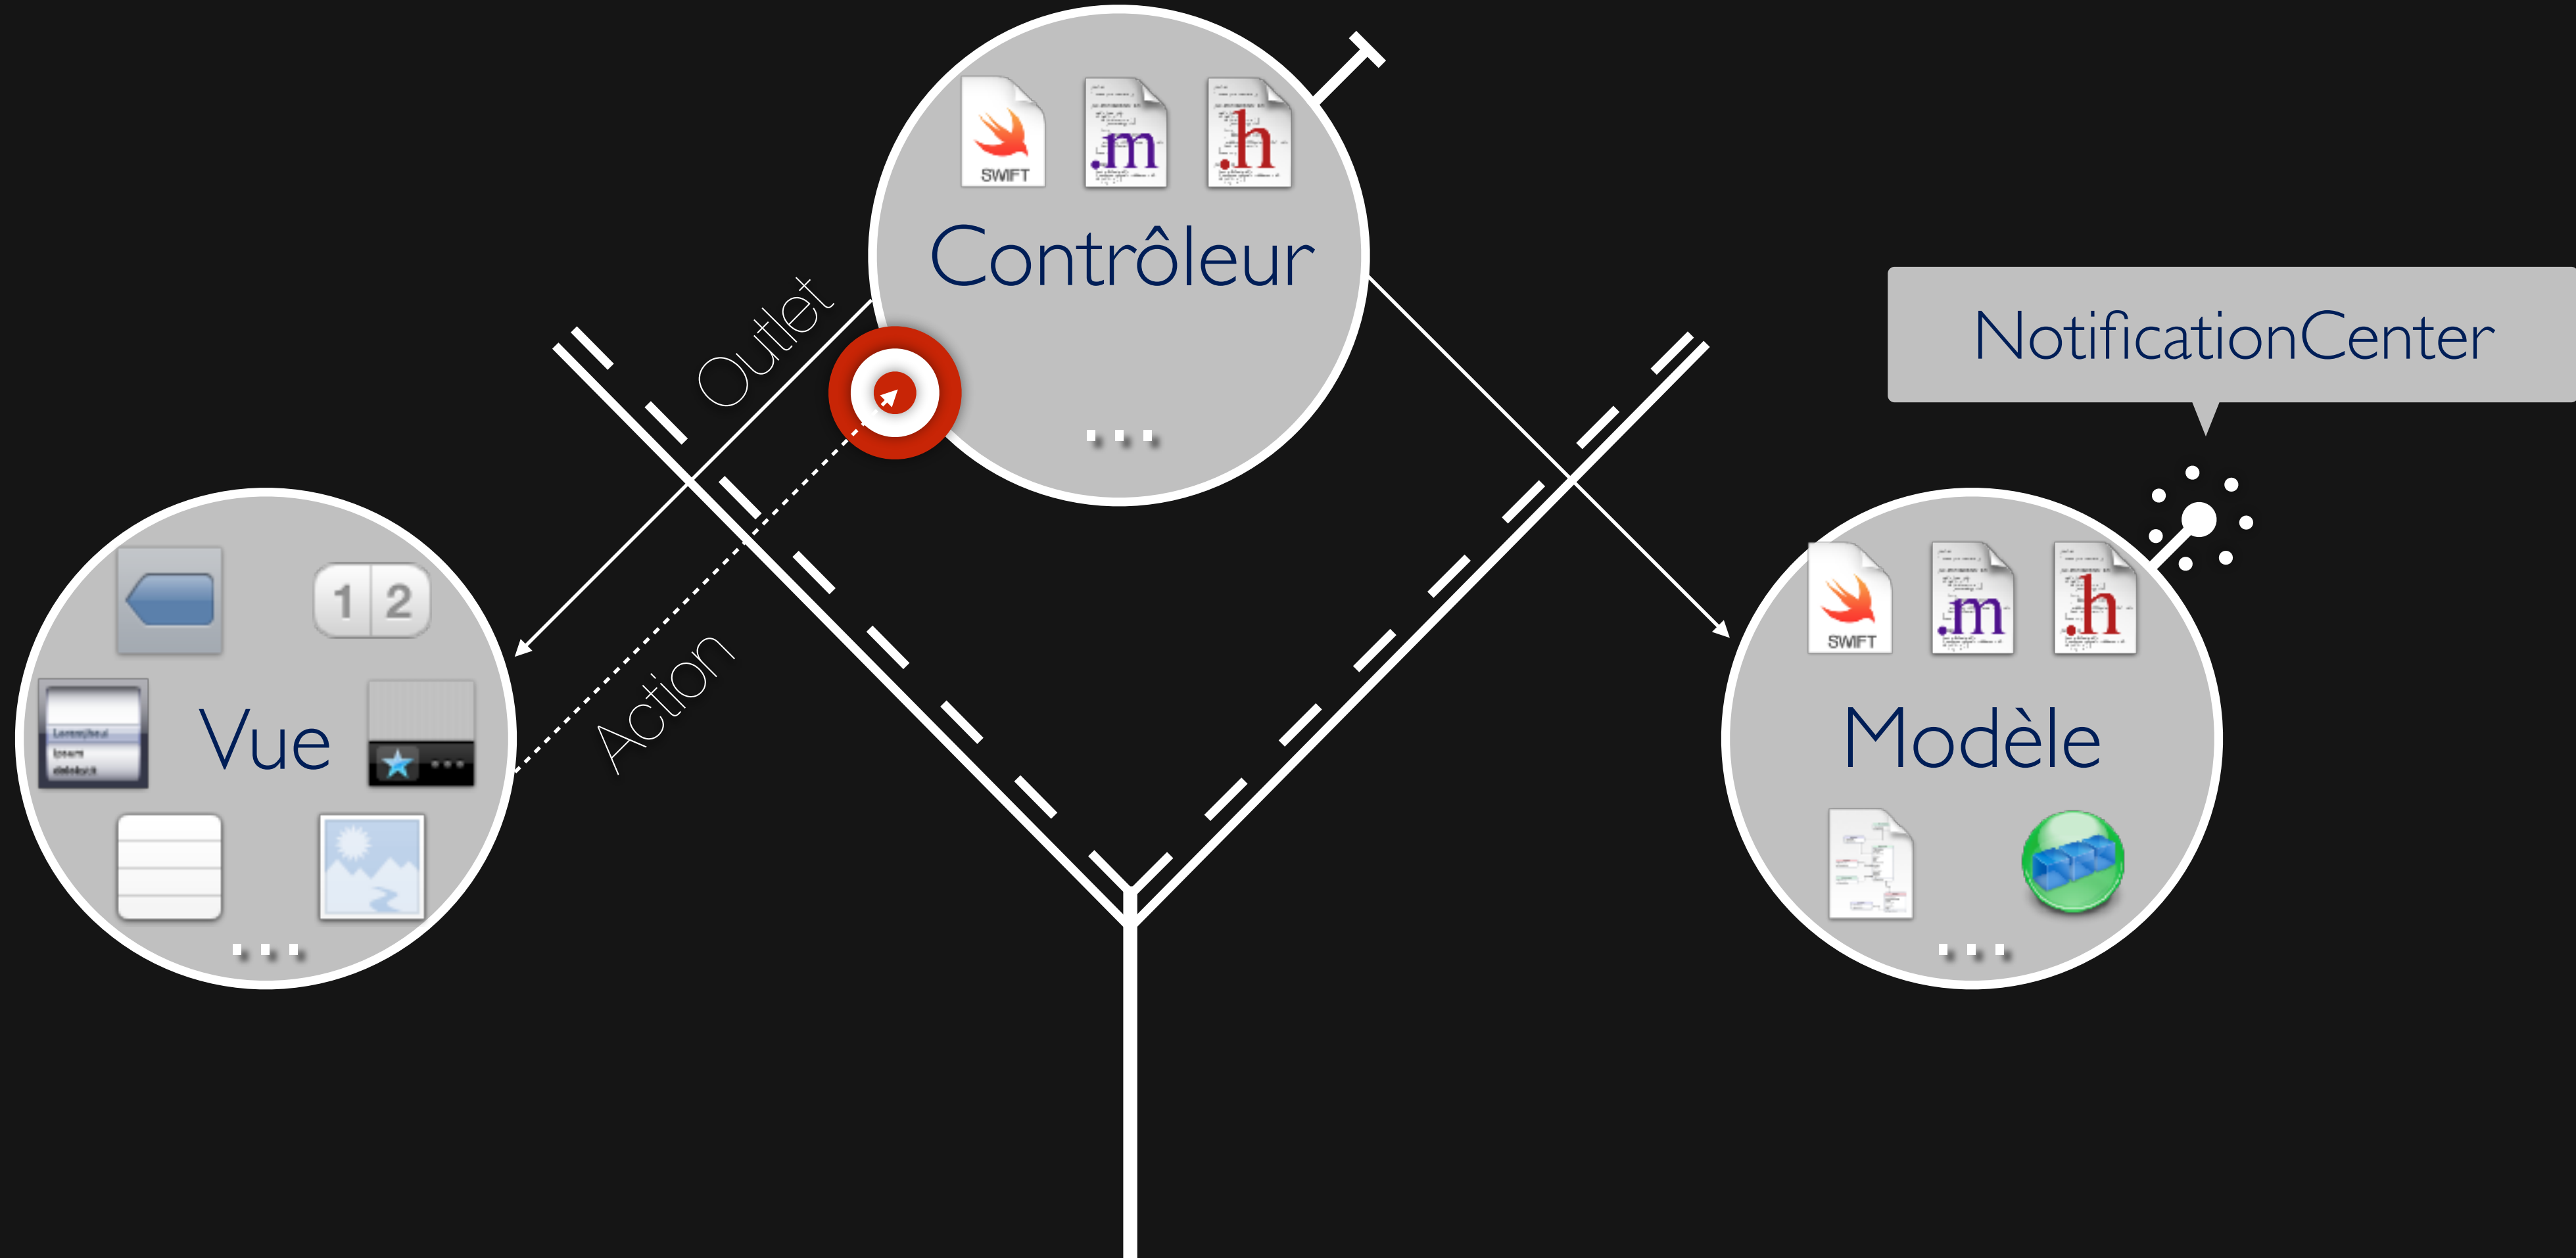 SWIFT
.m
.h
Contrôleur
...
Outlet
Action
NotificationCenter
1 2
Vue
...
SWIFT
.m
.h
Modèle
...